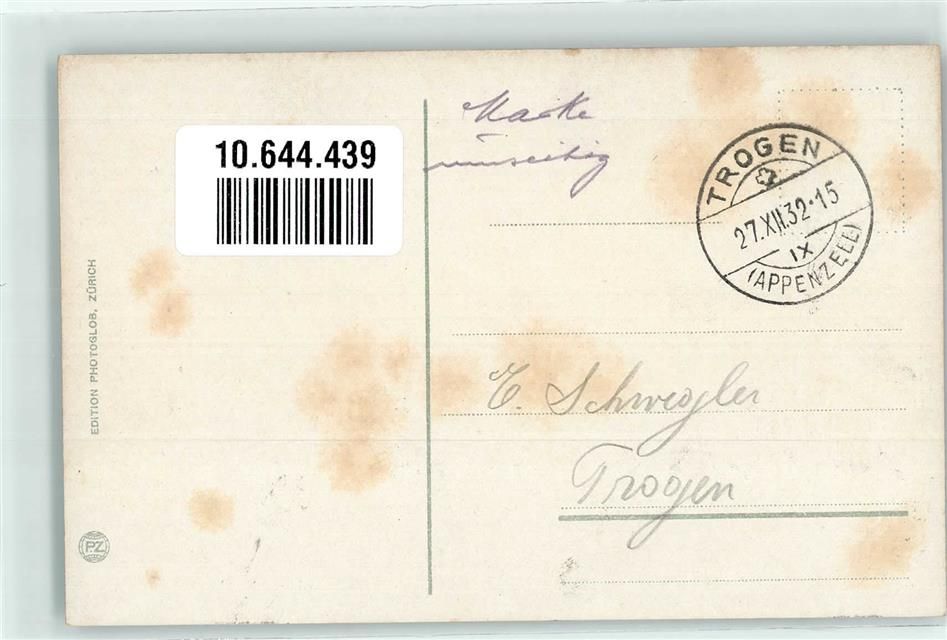 10.644.439
EDITION PHOTOGLOB, ZÜRICH
PZ
Marke
umseitig
TROGEN
27.XII.32·15
IX
(APPENZELL)
E. Schwegler
Trogen